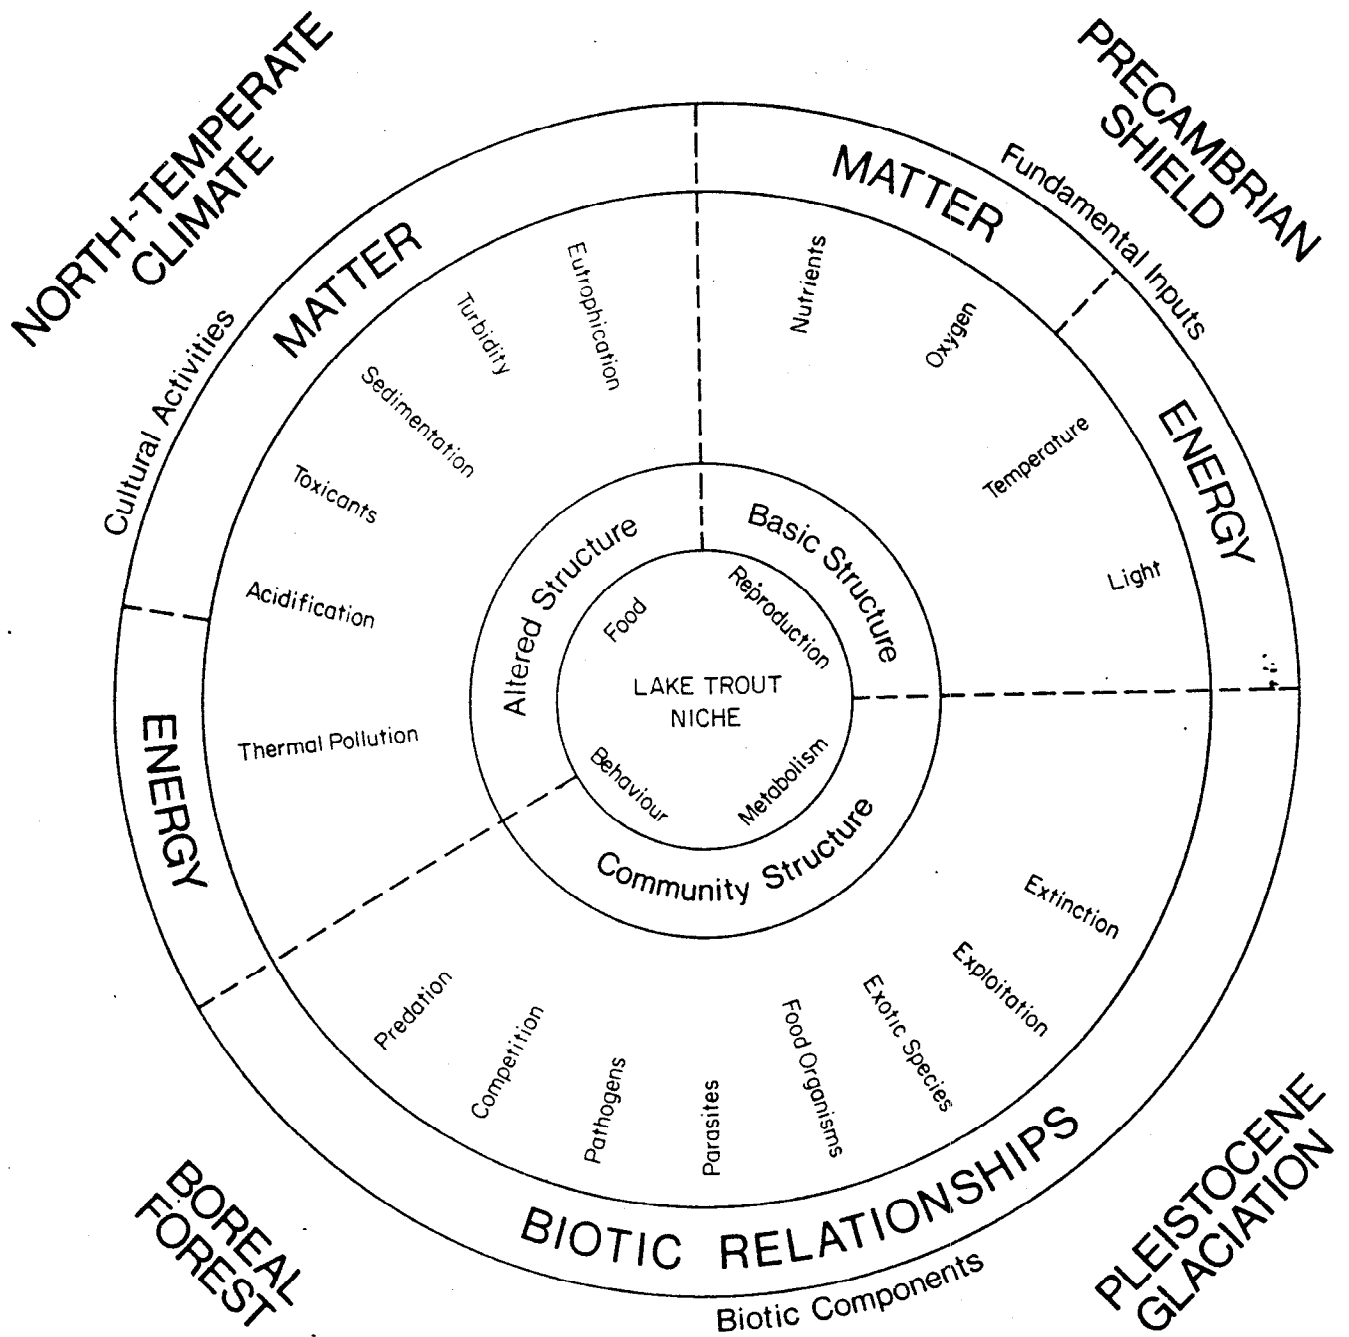 NORTH-TEMPERATE
CLIMATE
PRECAMBRIAN
SHIELD
Cultural Activities
Fundamental Inputs
MATTER
MATTER
ENERGY
ENERGY
Eutrophication
Turbidity
Sedimentation
Toxicants
Acidification
Thermal Pollution
Nutrients
Oxygen
Temperature
Light
Altered Structure
Basic Structure
Food
Reproduction
LAKE TROUT
NICHE
Behaviour
Metabolism
Community Structure
Predation
Competition
Pathogens
Parasites
Food Organisms
Exotic Species
Exploitation
Extinction
BIOTIC RELATIONSHIPS
Biotic Components
BOREAL
FOREST
PLEISTOCENE
GLACIATION